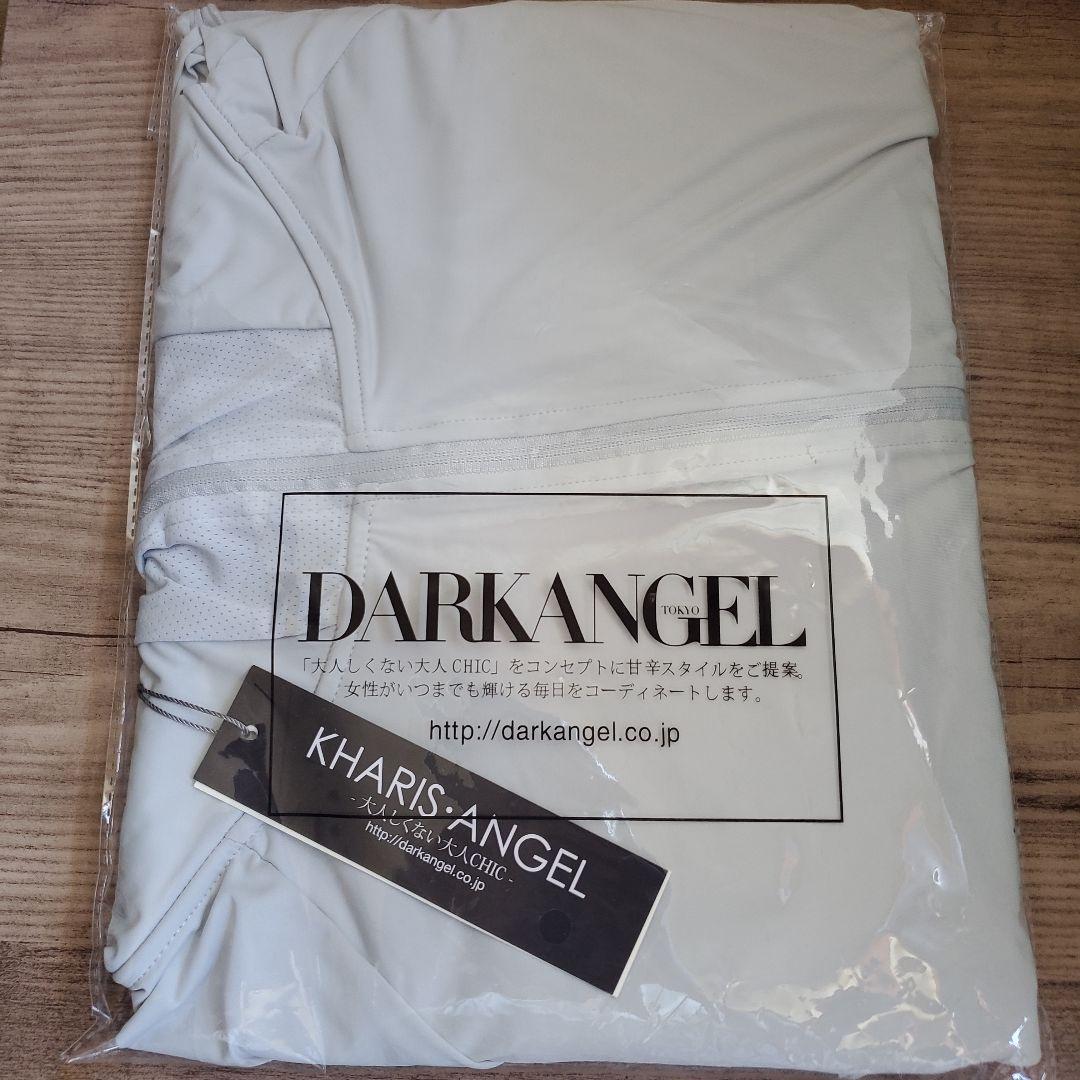 DARKANGEL
TOKYO
「大人しくない大人CHIC」をコンセプトに甘辛スタイルをご提案。
女性がいつまでも輝ける毎日をコーディネートします。
http://darkangel.co.jp
KHARIS・ANGEL
-大人しくない大人CHIC-
http://darkangel.co.jp